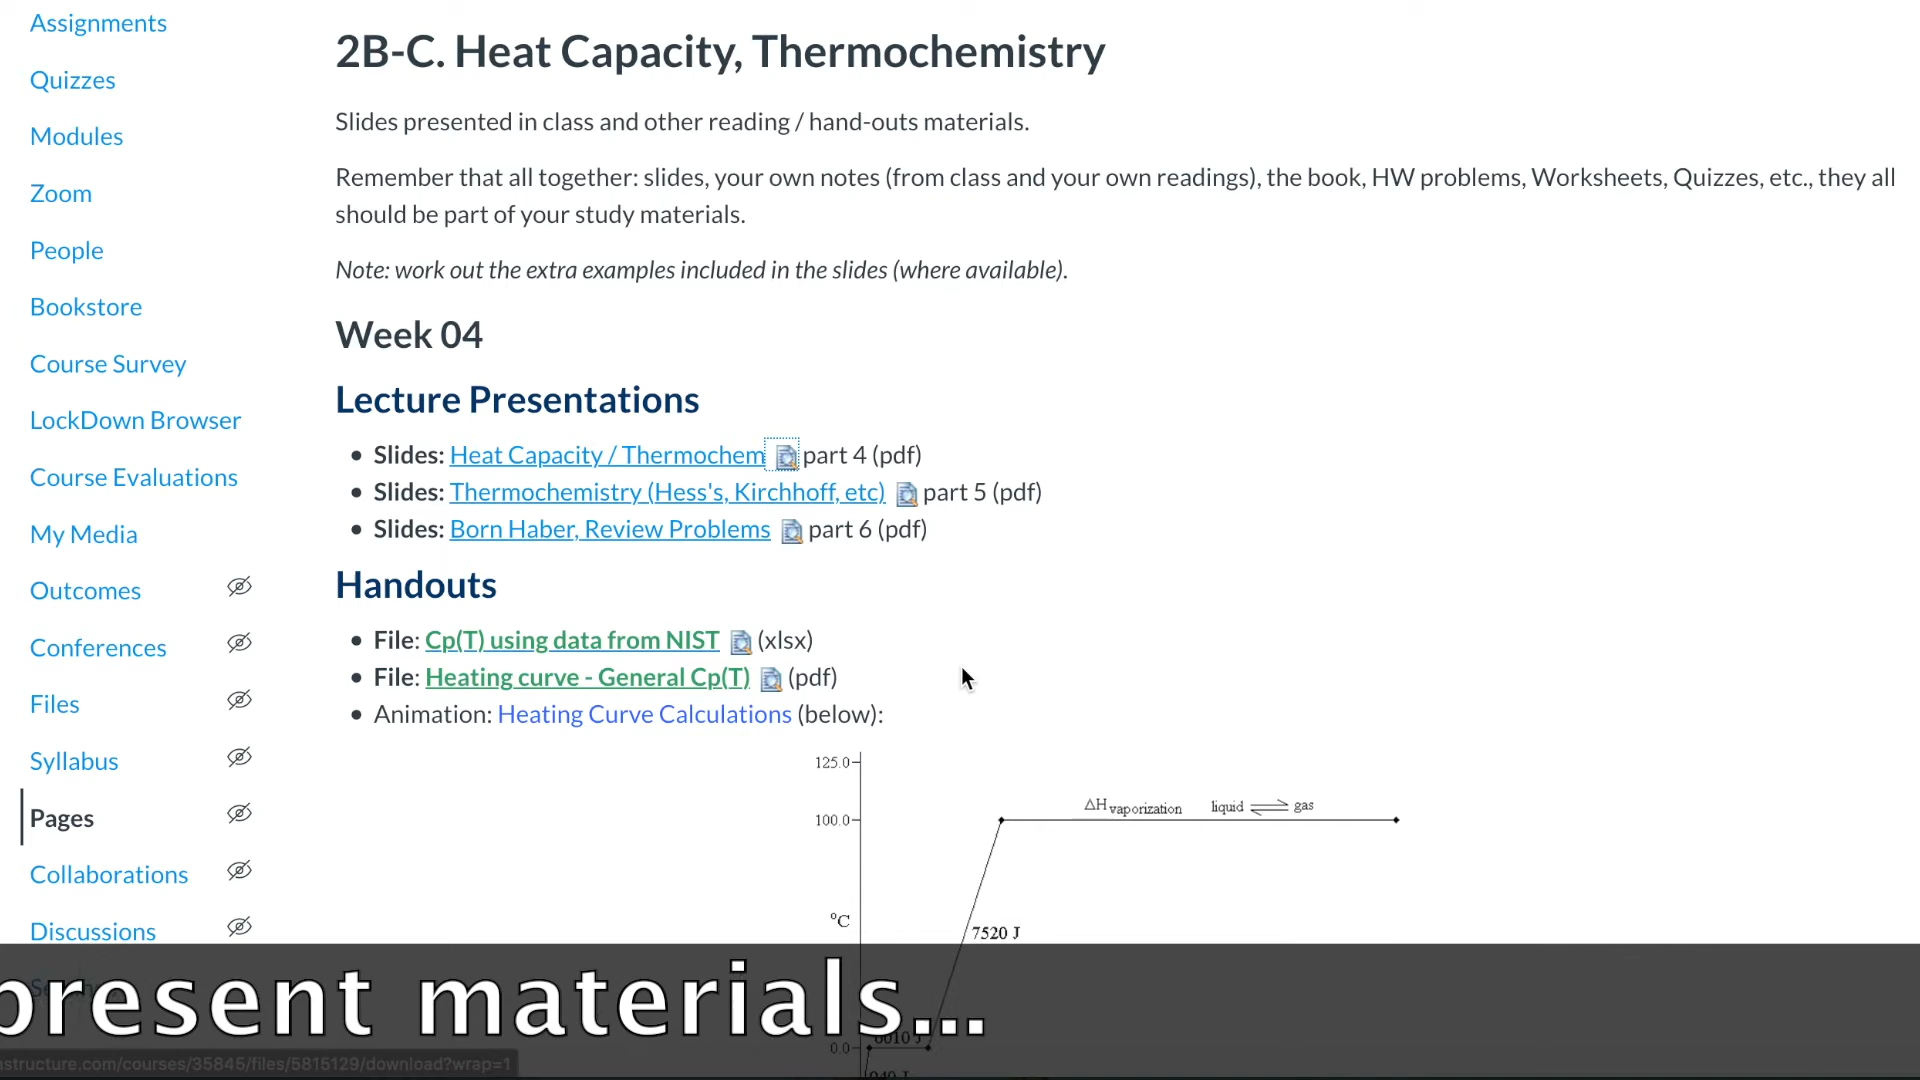 Assignments
Quizzes
Modules
Zoom
People
Bookstore
Course Survey
LockDown Browser
Course Evaluations
My Media
Outcomes
Conferences
Files
Syllabus
Pages
Collaborations
Discussions
2B-C. Heat Capacity, Thermochemistry
Slides presented in class and other reading / hand-outs materials.
Remember that all together: slides, your own notes (from class and your own readings), the book, HW problems, Worksheets, Quizzes, etc., they all
should be part of your study materials.
Note: work out the extra examples included in the slides (where available).
Week 04
Lecture Presentations
Slides: Heat Capacity / Thermochem part 4 (pdf)
Slides: Thermochemistry (Hess's, Kirchhoff, etc) part 5 (pdf)
Slides: Born Haber, Review Problems part 6 (pdf)
Handouts
File: Cp(T) using data from NIST (xlsx)
File: Heating curve - General Cp(T) (pdf)
Animation: Heating Curve Calculations (below):
125.0
ΔH vaporization liquid gas
100.0
°C
7520 J
present materials...
0.0
nstructure.com/courses/35845/files/5815129/download?wrap=1